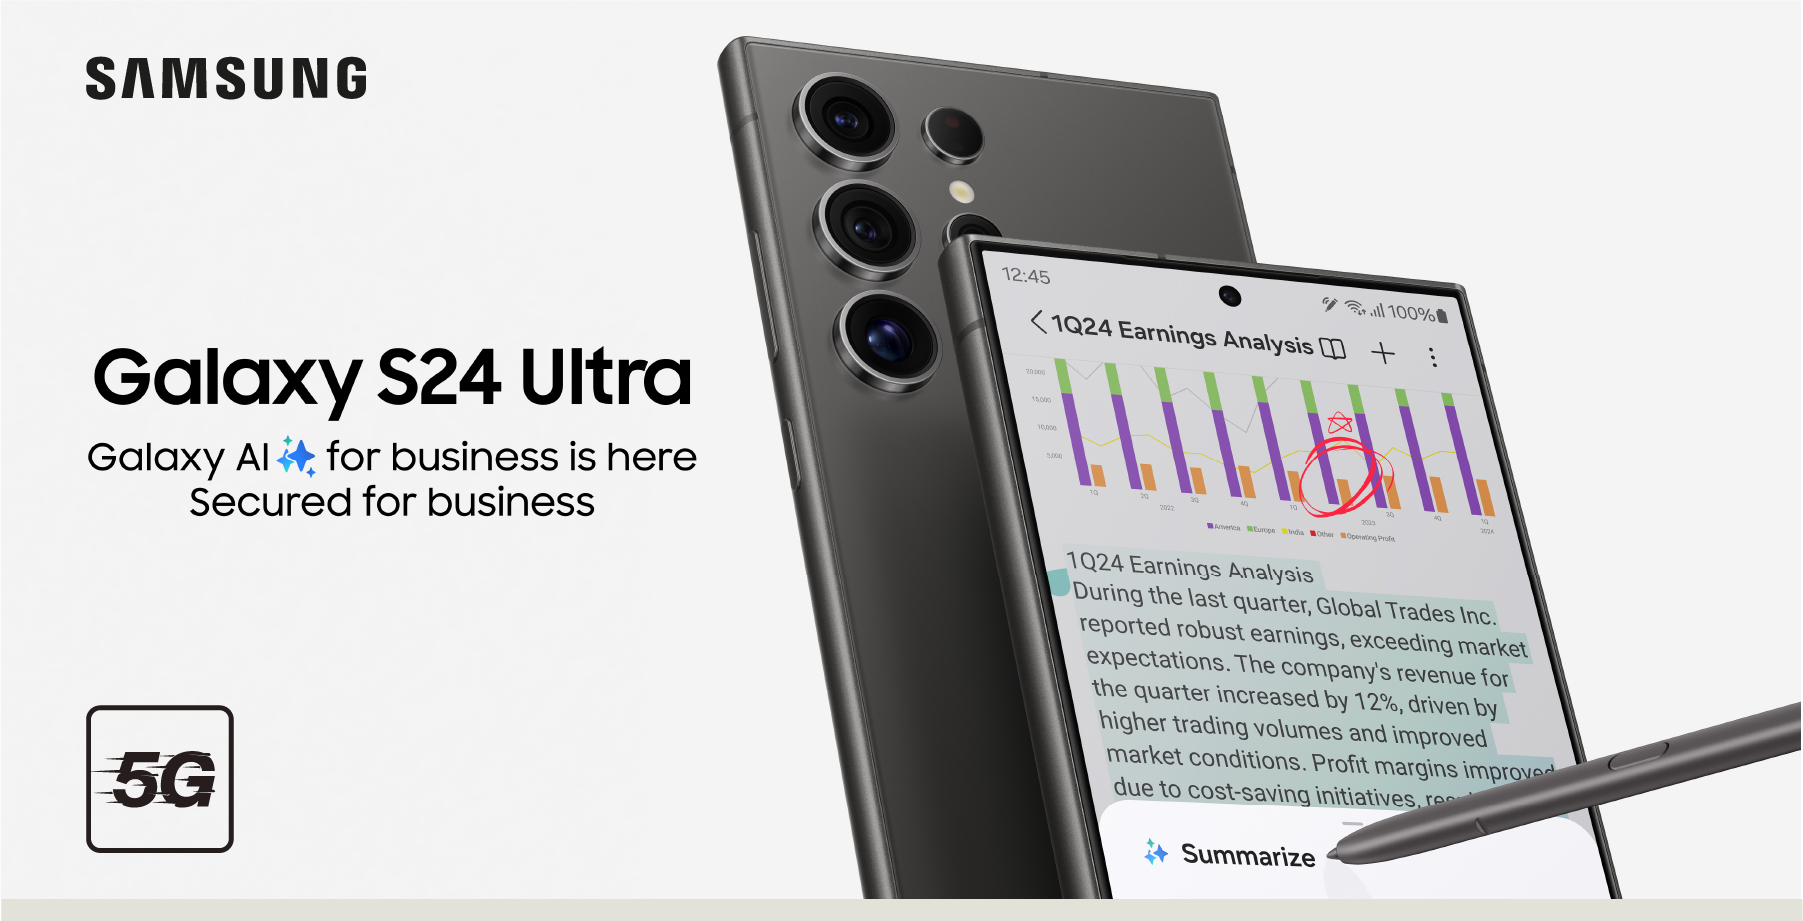 SAMSUNG
Galaxy S24 Ultra
Galaxy AI for business is here
Secured for business
5G
12:45
100%
1Q24 Earnings Analysis
20,000
15,000
10,000
5,000
1Q 2Q 3Q 4Q 1Q 3Q 4Q 1Q
2022 2023 2024
America Europe India Other Operating Profit
1Q24 Earnings Analysis
During the last quarter, Global Trades Inc.
reported robust earnings, exceeding market
expectations. The company's revenue for
the quarter increased by 12%, driven by
higher trading volumes and improved
market conditions. Profit margins improved
due to cost-saving initiatives,
Summarize